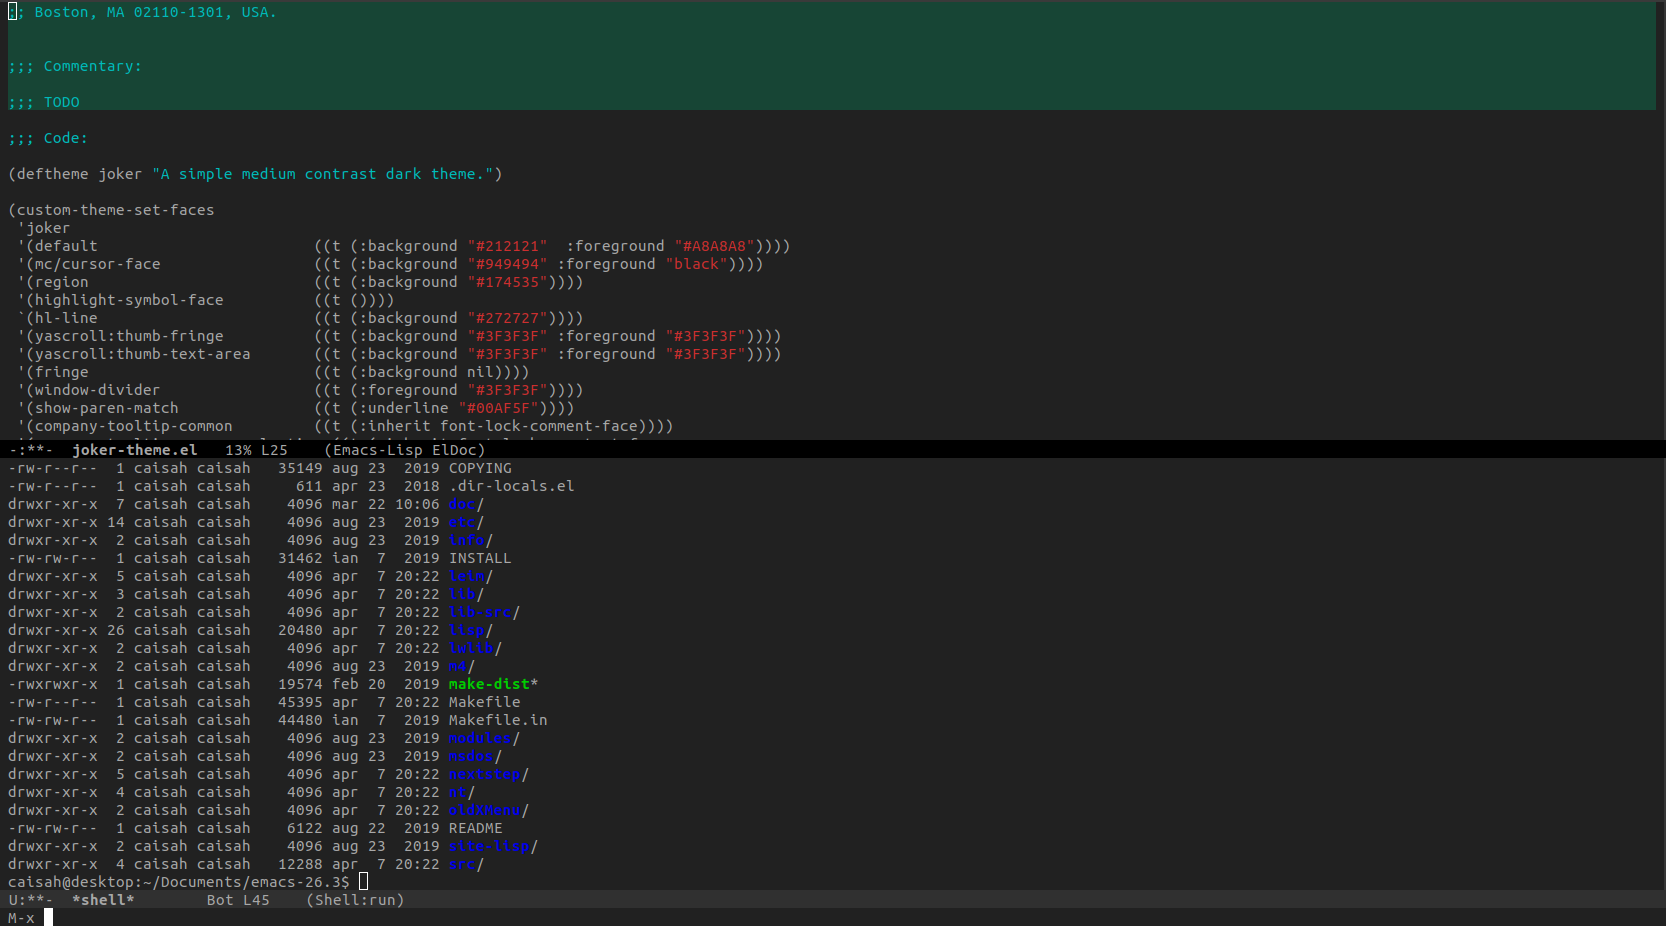 ;; Boston, MA 02110-1301, USA.
;;; Commentary:
;;; TODO
;;; Code:
(deftheme joker "A simple medium contrast dark theme.")
(custom-theme-set-faces
 'joker
 '(default                        ((t (:background "#212121"  :foreground "#A8A8A8"))))
 '(mc/cursor-face                 ((t (:background "#949494" :foreground "black"))))
 '(region                         ((t (:background "#174535"))))
 '(highlight-symbol-face          ((t ())))
 `(hl-line                        ((t (:background "#272727"))))
 '(yascroll:thumb-fringe          ((t (:background "#3F3F3F" :foreground "#3F3F3F"))))
 '(yascroll:thumb-text-area       ((t (:background "#3F3F3F" :foreground "#3F3F3F"))))
 '(fringe                         ((t (:background nil))))
 '(window-divider                 ((t (:foreground "#3F3F3F"))))
 '(show-paren-match               ((t (:underline "#00AF5F"))))
 '(company-tooltip-common         ((t (:inherit font-lock-comment-face))))
-:**-  joker-theme.el   13% L25    (Emacs-Lisp ElDoc)
-rw-r--r--  1 caisah caisah   35149 aug 23  2019 COPYING
-rw-r--r--  1 caisah caisah     611 apr 23  2018 .dir-locals.el
drwxr-xr-x  7 caisah caisah    4096 mar 22 10:06 doc/
drwxr-xr-x 14 caisah caisah    4096 aug 23  2019 etc/
drwxr-xr-x  2 caisah caisah    4096 aug 23  2019 info/
-rw-rw-r--  1 caisah caisah   31462 ian  7  2019 INSTALL
drwxr-xr-x  5 caisah caisah    4096 apr  7 20:22 leim/
drwxr-xr-x  3 caisah caisah    4096 apr  7 20:22 lib/
drwxr-xr-x  2 caisah caisah    4096 apr  7 20:22 lib-src/
drwxr-xr-x 26 caisah caisah   20480 apr  7 20:22 lisp/
drwxr-xr-x  2 caisah caisah    4096 apr  7 20:22 lwlib/
drwxr-xr-x  2 caisah caisah    4096 aug 23  2019 m4/
-rwxrwxr-x  1 caisah caisah   19574 feb 20  2019 make-dist*
-rw-r--r--  1 caisah caisah   45395 apr  7 20:22 Makefile
-rw-rw-r--  1 caisah caisah   44480 ian  7  2019 Makefile.in
drwxr-xr-x  2 caisah caisah    4096 aug 23  2019 modules/
drwxr-xr-x  2 caisah caisah    4096 aug 23  2019 msdos/
drwxr-xr-x  5 caisah caisah    4096 apr  7 20:22 nextstep/
drwxr-xr-x  4 caisah caisah    4096 apr  7 20:22 nt/
drwxr-xr-x  2 caisah caisah    4096 apr  7 20:22 oldXMenu/
-rw-rw-r--  1 caisah caisah    6122 aug 22  2019 README
drwxr-xr-x  2 caisah caisah    4096 aug 23  2019 site-lisp/
drwxr-xr-x  4 caisah caisah   12288 apr  7 20:22 src/
caisah@desktop:~/Documents/emacs-26.3$
U:**-  *shell*        Bot L45    (Shell:run)
M-x